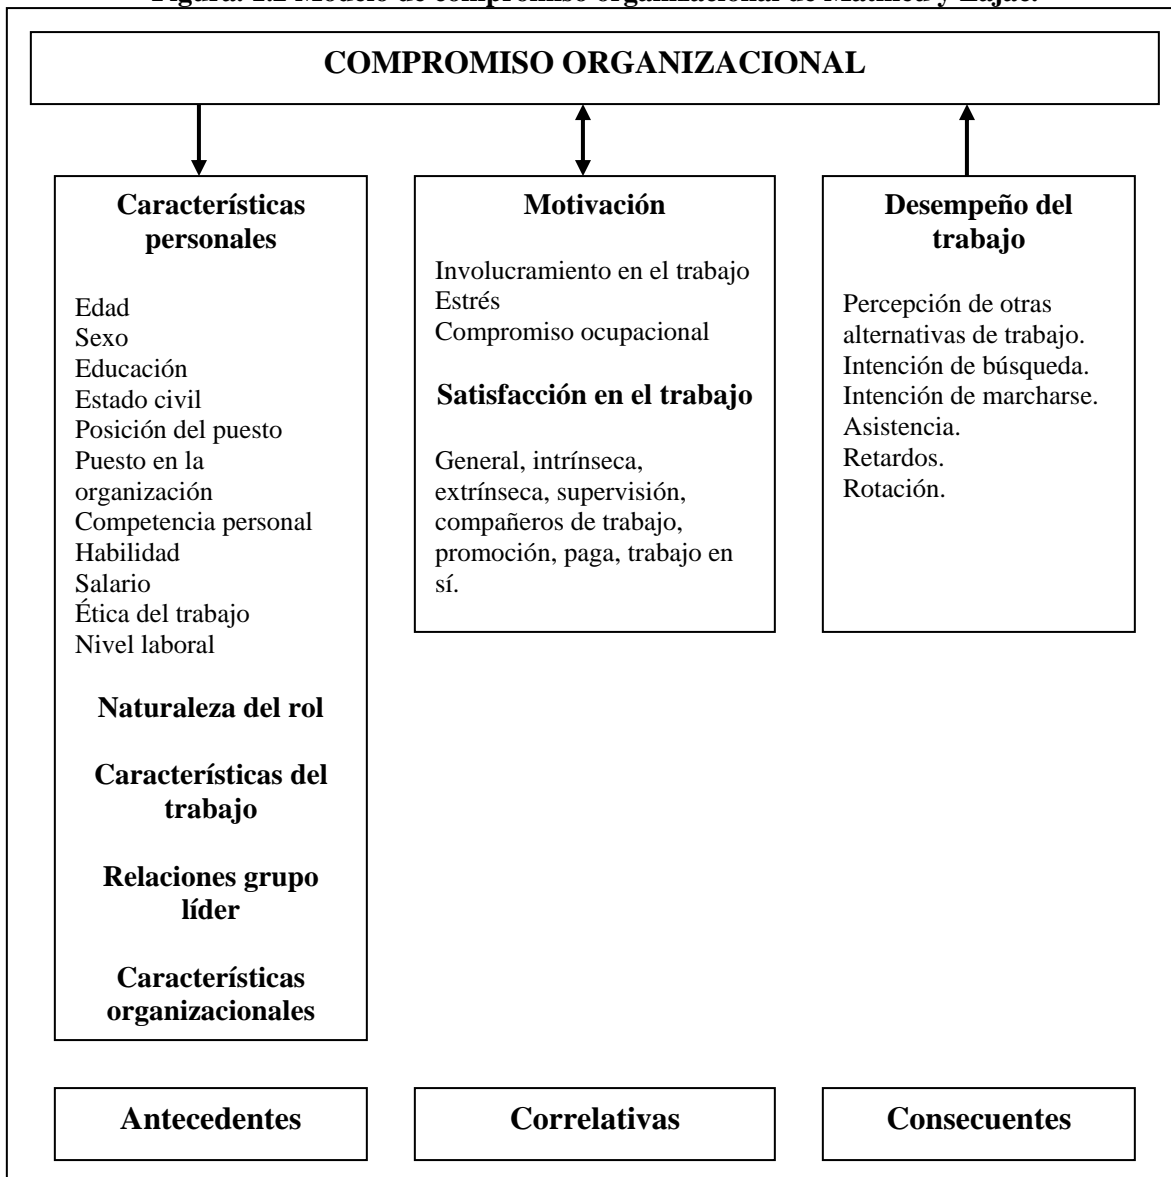 COMPROMISO ORGANIZACIONAL
Características
personales
Edad
Sexo
Educación
Estado civil
Posición del puesto
Puesto en la
organización
Competencia personal
Habilidad
Salario
Ética del trabajo
Nivel laboral
Naturaleza del rol
Características del
trabajo
Relaciones grupo
líder
Características
organizacionales
Motivación
Involucramiento en el trabajo
Estrés
Compromiso ocupacional
Satisfacción en el trabajo
General, intrínseca,
extrínseca, supervisión,
compañeros de trabajo,
promoción, paga, trabajo en
sí.
Desempeño del
trabajo
Percepción de otras
alternativas de trabajo.
Intención de búsqueda.
Intención de marcharse.
Asistencia.
Retardos.
Rotación.
Antecedentes
Correlativas
Consecuentes